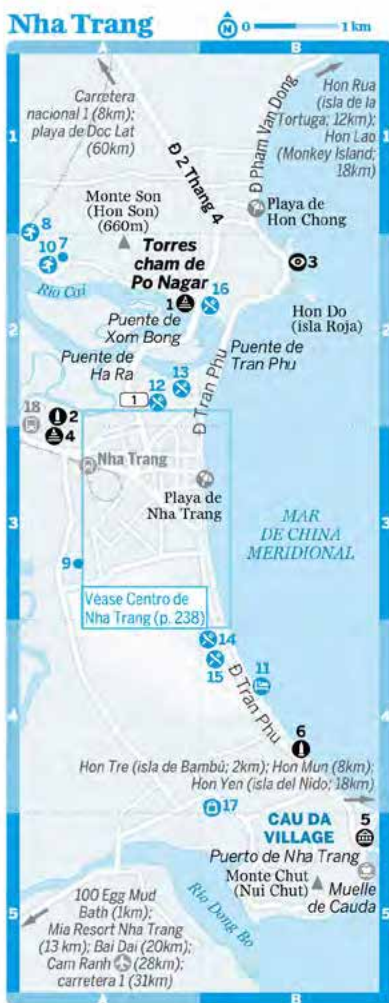 Nha Trang
N 0 1 km
A
B
Carretera
nacional 1 (8km);
playa de Doc Lat
(60km)
Đ 2 Thang 4
Đ Pham Van Dong
Hon Rua
(isla de la
Tortuga; 12km);
Hon Lao
(Monkey Island;
18km)
1
1
Monte Son
(Hon Son)
(660m)
Playa de
Hon Chong
8
10
7
Torres
cham de
Po Nagar
3
Río Cai
1
16
2
2
Hon Do
(isla Roja)
Puente de
Xom Bong
Puente de
Tran Phu
Puente de
Ha Ra
13
12
1
Đ Tran Phu
18
2
4
Nha Trang
Playa de
Nha Trang
3
3
MAR
DE CHINA
MERIDIONAL
9
Véase Centro de
Nha Trang (p. 238)
14
15
11
Đ Tran Phu
4
4
6
Hon Tre (isla de Bambú; 2km); Hon Mun (8km);
Hon Yen (isla del Nido; 18km)
17
CAU DA
VILLAGE
5
Puerto de Nha Trang
Monte Chut
(Nui Chut)
Muelle
de Cauda
Río Dang Bo
5
5
100 Egg Mud
Bath (1km);
Mia Resort Nha Trang
(13 km); Bai Dai (20km);
Cam Ranh (28km);
carretera 1 (31km)
A
B